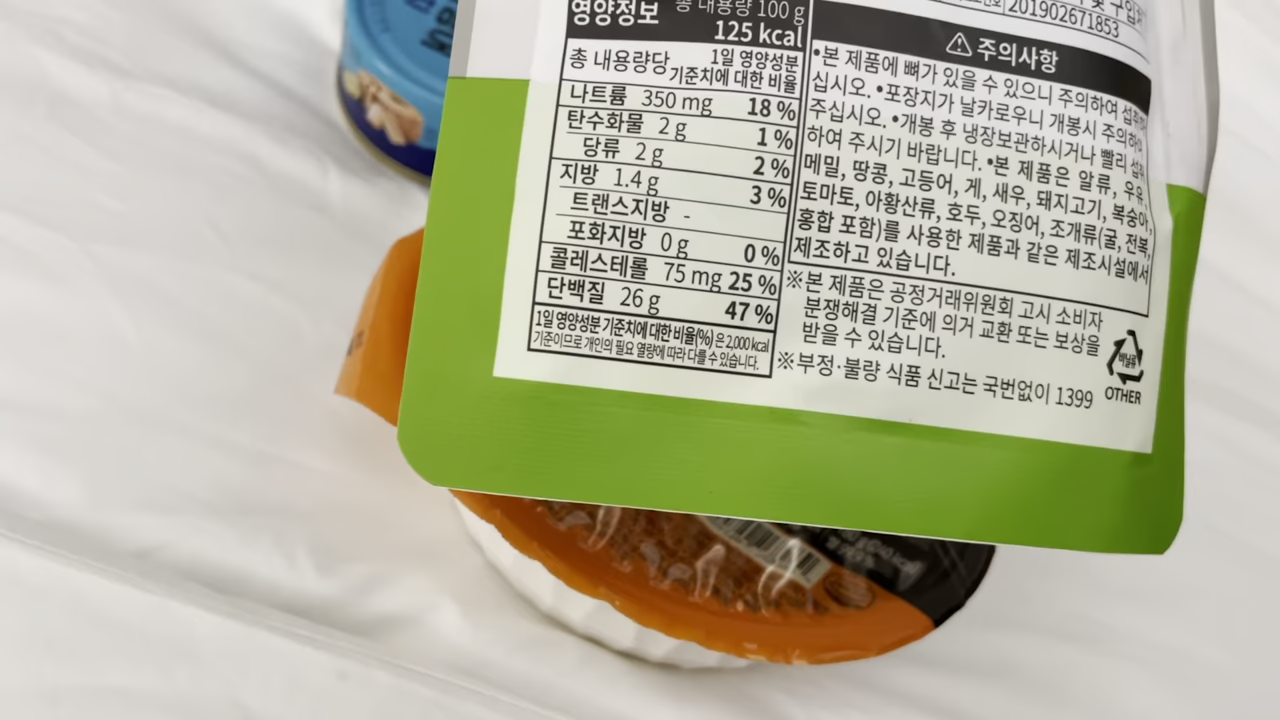 영양정보 총 내용량 100 g
125 kcal
총 내용량당 1일 영양성분
기준치에 대한 비율
나트륨 350 mg 18 %
탄수화물 2 g 1 %
당류 2 g 2 %
지방 1.4 g 3 %
트랜스지방 -
포화지방 0 g 0 %
콜레스테롤 75 mg 25 %
단백질 26 g 47 %
1일 영양성분 기준치에 대한 비율(%)은 2,000 kcal
기준이므로 개인의 필요 열량에 따라 다를 수 있습니다.
201902671853
⚠ 주의사항
•본 제품에 뼈가 있을 수 있으니 주의하여 섭취하
십시오. •포장지가 날카로우니 개봉시 주의하여
주십시오. •개봉 후 냉장보관하시거나 빨리 섭취
하여 주시기 바랍니다. •본 제품은 알류, 우유,
메밀, 땅콩, 고등어, 게, 새우, 돼지고기, 복숭아,
토마토, 아황산류, 호두, 오징어, 조개류(굴, 전복,
홍합 포함)를 사용한 제품과 같은 제조시설에서
제조하고 있습니다.
※본 제품은 공정거래위원회 고시 소비자
분쟁해결 기준에 의거 교환 또는 보상을
받을 수 있습니다.
※부정·불량 식품 신고는 국번없이 1399
비닐류
OTHER